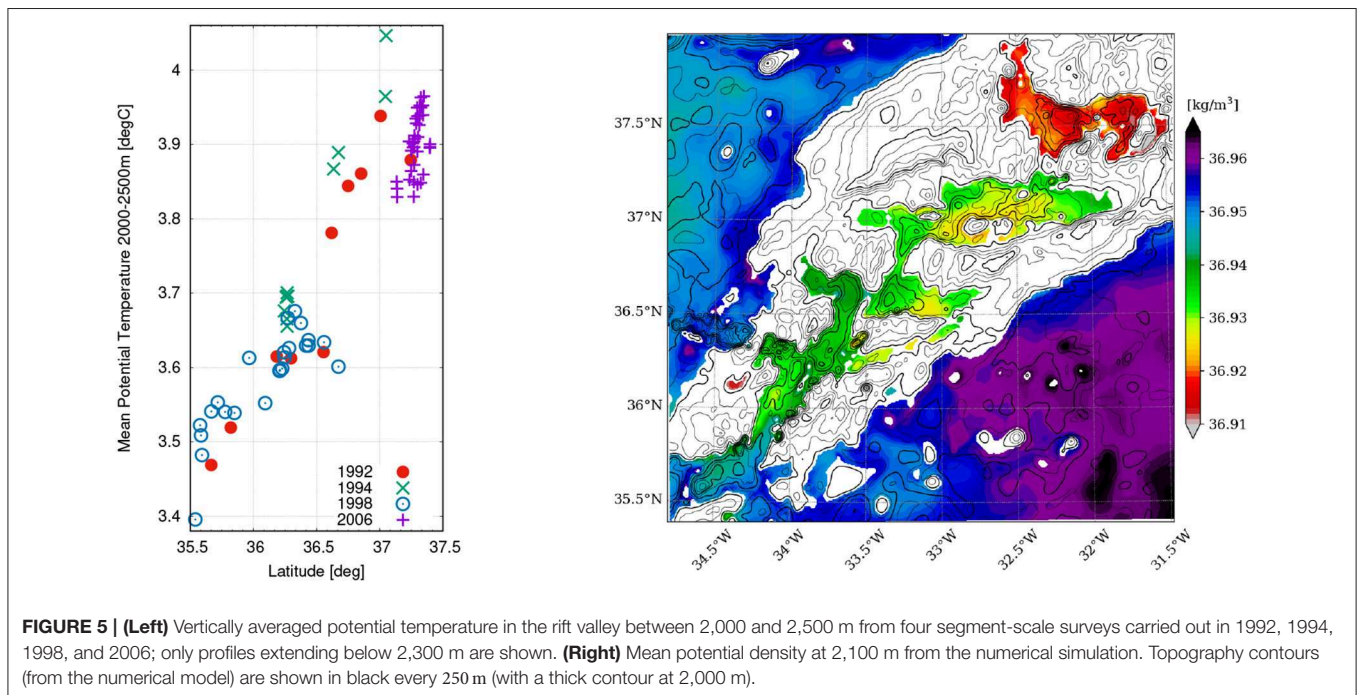 4
3.9
3.8
3.7
3.6
3.5
3.4
Mean Potential Temperature 2000-2500m [degC]
1992
1994
1998
2006
35.5 36 36.5 37 37.5
Latitude [deg]
37.5°N
37°N
36.5°N
36°N
35.5°N
34.5°W 34°W 33.5°W 33°W 32.5°W 32°W 31.5°W
[kg/m³]
36.96
36.95
36.94
36.93
36.92
36.91
FIGURE 5 | (Left) Vertically averaged potential temperature in the rift valley between 2,000 and 2,500 m from four segment-scale surveys carried out in 1992, 1994,
1998, and 2006; only profiles extending below 2,300 m are shown. (Right) Mean potential density at 2,100 m from the numerical simulation. Topography contours
(from the numerical model) are shown in black every 250 m (with a thick contour at 2,000 m).